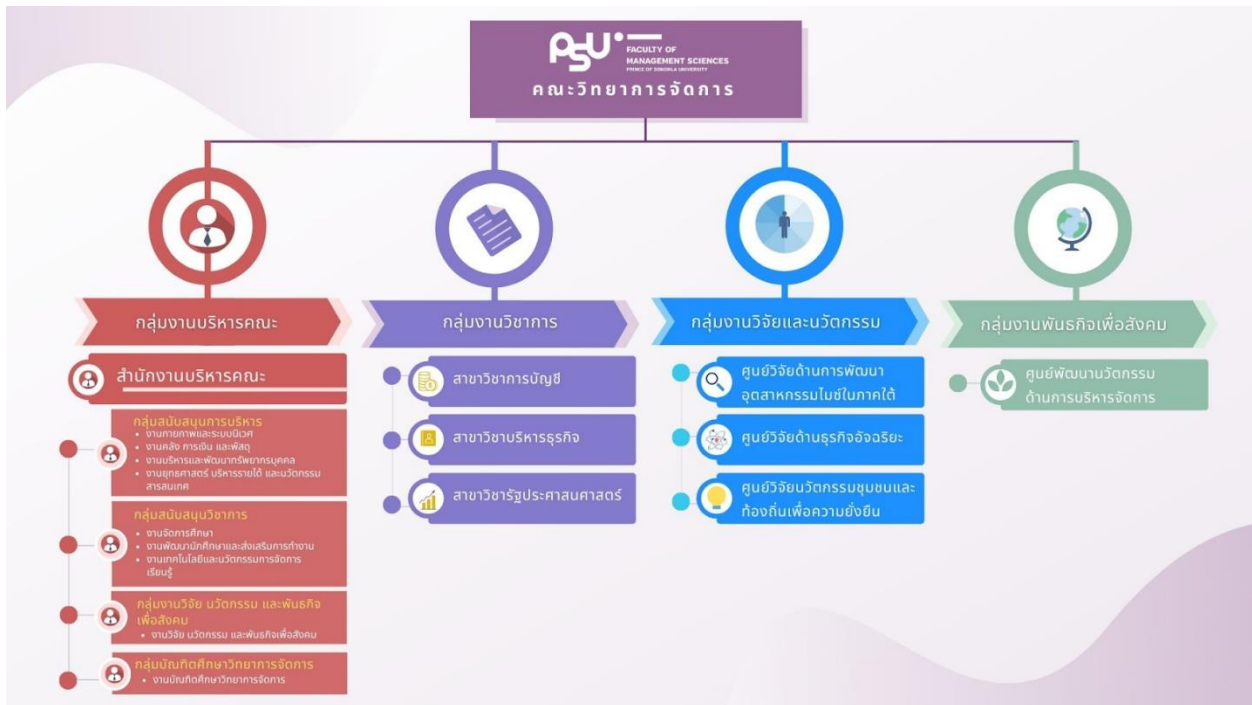 PSU
FACULTY OF
MANAGEMENT SCIENCES
PRINCE OF SONGKLA UNIVERSITY
คณะวิทยาการจัดการ
กลุ่มงานบริหารคณะ
สำนักงานบริหารคณะ
กลุ่มสนับสนุนการบริหาร
• งานกายภาพและระบบนิเวศ
• งานคลัง การเงิน และพัสดุ
• งานบริหารและพัฒนาทรัพยากรบุคคล
• งานยุทธศาสตร์ บริหารรายได้ และนวัตกรรม
สารสนเทศ
กลุ่มสนับสนุนวิชาการ
• งานจัดการศึกษา
• งานพัฒนานักศึกษาและส่งเสริมการทำงาน
• งานเทคโนโลยีและนวัตกรรมการจัดการ
เรียนรู้
กลุ่มงานวิจัย นวัตกรรม และพันธกิจ
เพื่อสังคม
• งานวิจัย นวัตกรรม และพันธกิจเพื่อสังคม
กลุ่มบัณฑิตศึกษาวิทยาการจัดการ
• งานบัณฑิตศึกษาวิทยาการจัดการ
กลุ่มงานวิชาการ
สาขาวิชาการบัญชี
สาขาวิชาบริหารธุรกิจ
สาขาวิชารัฐประศาสนศาสตร์
กลุ่มงานวิจัยและนวัตกรรม
ศูนย์วิจัยด้านการพัฒนา
อุตสาหกรรมไมซ์ในภาคใต้
ศูนย์วิจัยด้านธุรกิจอัจฉริยะ
ศูนย์วิจัยนวัตกรรมชุมชนและ
ท้องถิ่นเพื่อความยั่งยืน
กลุ่มงานพันธกิจเพื่อสังคม
ศูนย์พัฒนานวัตกรรม
ด้านการบริหารจัดการ